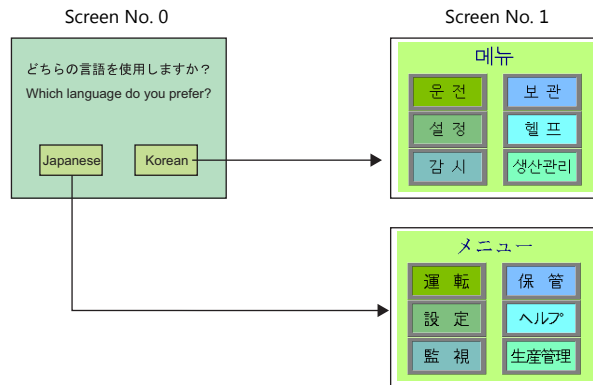 Screen No. 0
Screen No. 1
どちらの言語を使用しますか？
Which language do you prefer?
Japanese
Korean
메뉴
운 전
보 관
설 정
헬 프
감 시
생산관리
メニュー
運 転
保 管
設 定
ヘルプ
監 視
生産管理